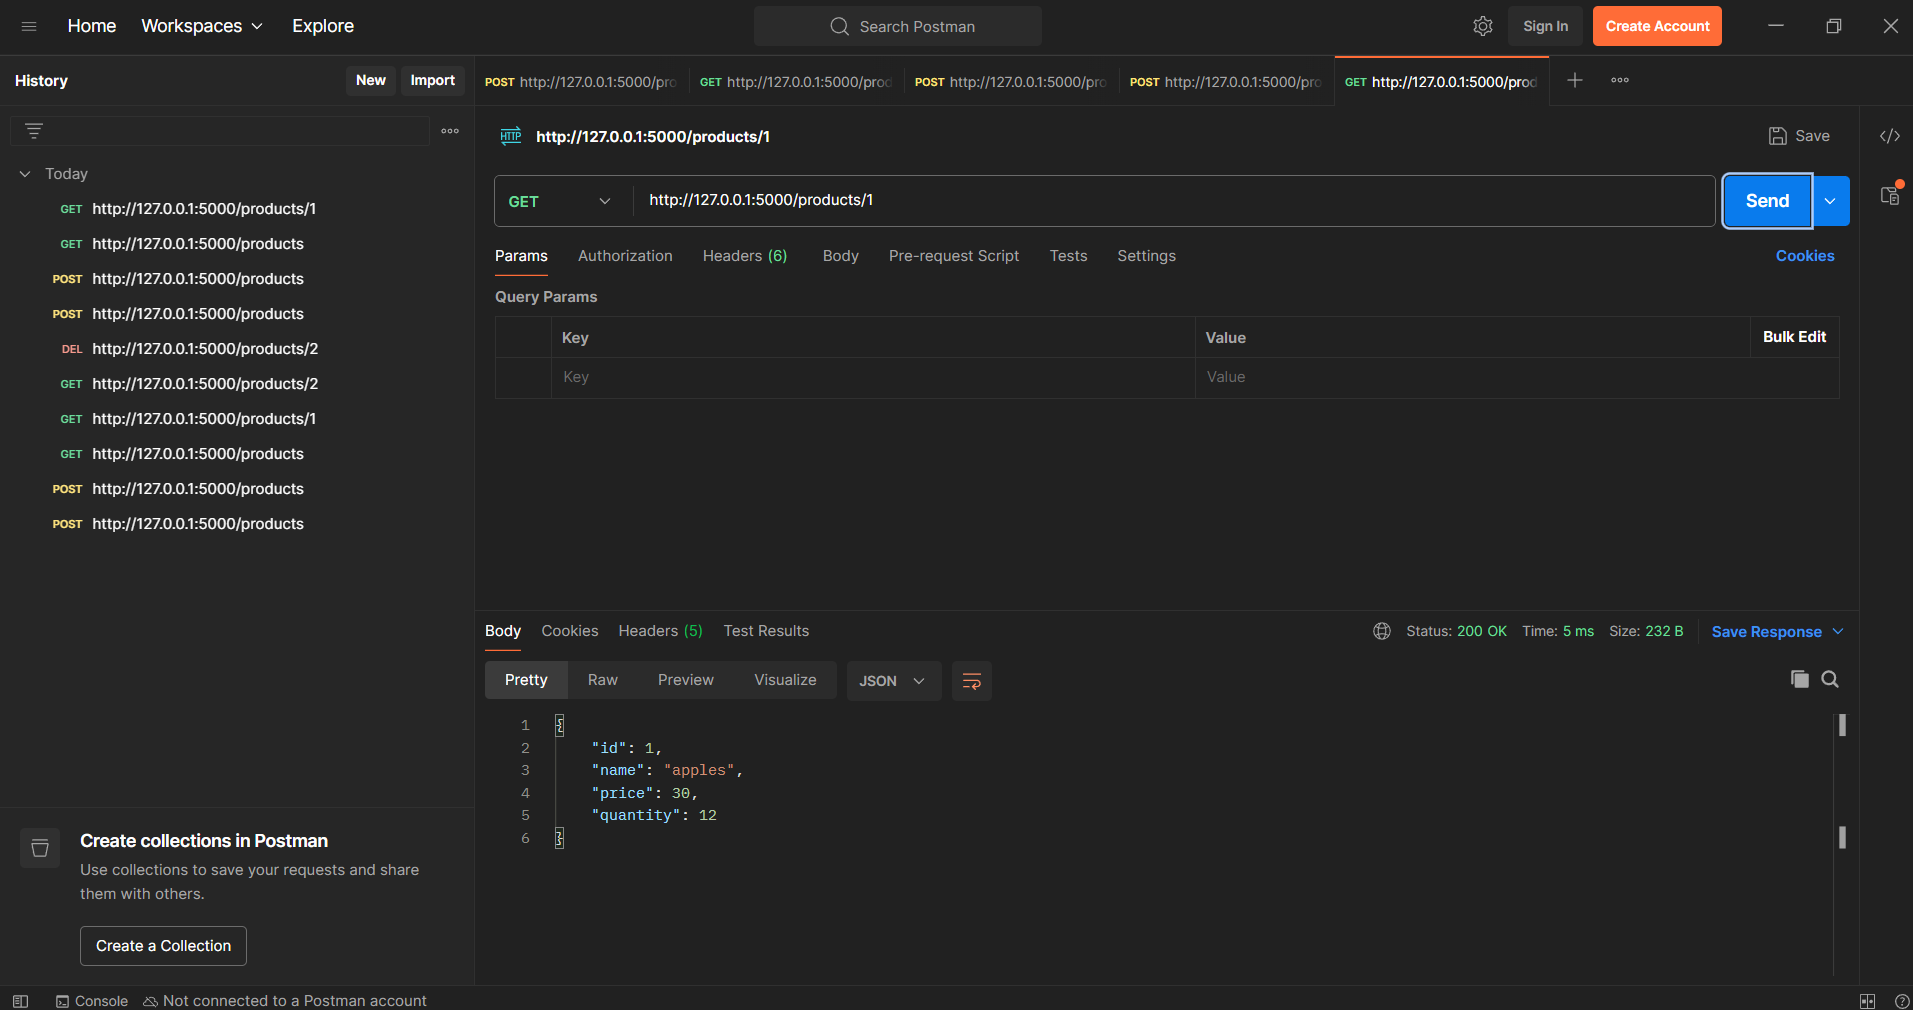 Home Workspaces Explore Search Postman Sign In Create Account
History New Import
POST http://127.0.0.1:5000/pro GET http://127.0.0.1:5000/prod POST http://127.0.0.1:5000/pro POST http://127.0.0.1:5000/pro GET http://127.0.0.1:5000/prod
Today
GET http://127.0.0.1:5000/products/1
GET http://127.0.0.1:5000/products
POST http://127.0.0.1:5000/products
POST http://127.0.0.1:5000/products
DEL http://127.0.0.1:5000/products/2
GET http://127.0.0.1:5000/products/2
GET http://127.0.0.1:5000/products/1
GET http://127.0.0.1:5000/products
POST http://127.0.0.1:5000/products
POST http://127.0.0.1:5000/products
Create collections in Postman
Use collections to save your requests and share
them with others.
Create a Collection
HTTP http://127.0.0.1:5000/products/1 Save
GET http://127.0.0.1:5000/products/1 Send
Params Authorization Headers (6) Body Pre-request Script Tests Settings Cookies
Query Params
Key Value Bulk Edit
Key Value
Body Cookies Headers (5) Test Results Status: 200 OK Time: 5 ms Size: 232 B Save Response
Pretty Raw Preview Visualize JSON
1 {
2 "id": 1,
3 "name": "apples",
4 "price": 30,
5 "quantity": 12
6 }
Console Not connected to a Postman account